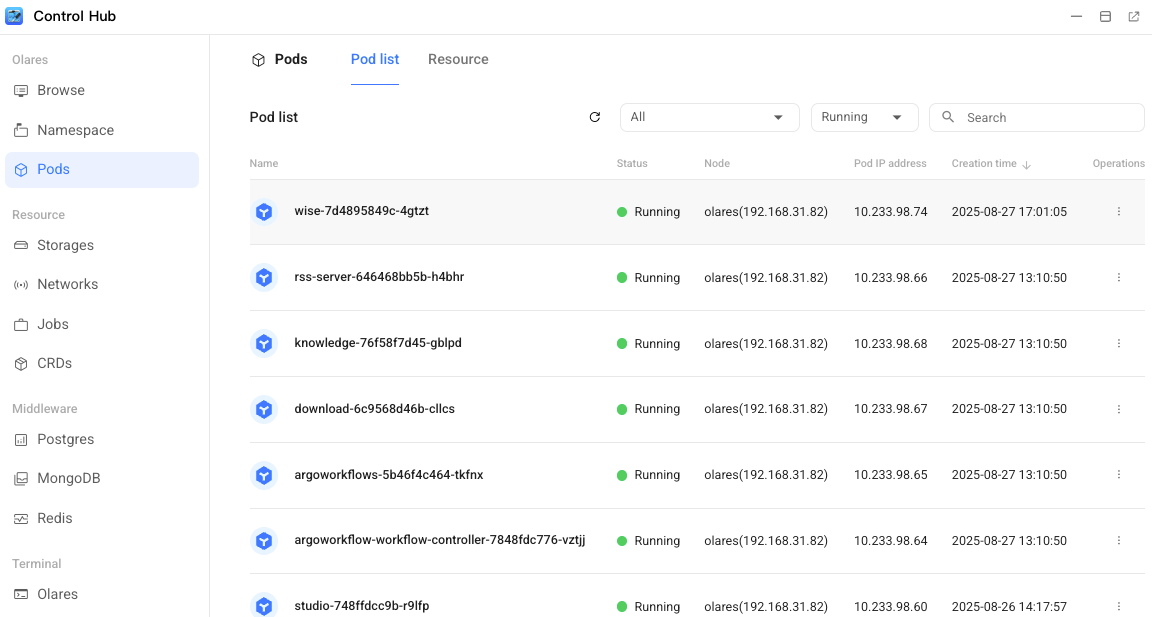 Control Hub
Olares
Browse
Namespace
Pods
Resource
Storages
Networks
Jobs
CRDs
Middleware
Postgres
MongoDB
Redis
Terminal
Olares
Pods Pod list Resource
Pod list All Running Search
Name Status Node Pod IP address Creation time Operations
wise-7d4895849c-4gtzt Running olares(192.168.31.82) 10.233.98.74 2025-08-27 17:01:05
rss-server-646468bb5b-h4bhr Running olares(192.168.31.82) 10.233.98.66 2025-08-27 13:10:50
knowledge-76f58f7d45-gblpd Running olares(192.168.31.82) 10.233.98.68 2025-08-27 13:10:50
download-6c9568d46b-cllcs Running olares(192.168.31.82) 10.233.98.67 2025-08-27 13:10:50
argoworkflows-5b46f4c464-tkfnx Running olares(192.168.31.82) 10.233.98.65 2025-08-27 13:10:50
argoworkflow-workflow-controller-7848fdc776-vztjj Running olares(192.168.31.82) 10.233.98.64 2025-08-27 13:10:50
studio-748ffdcc9b-r9lfp Running olares(192.168.31.82) 10.233.98.60 2025-08-26 14:17:57